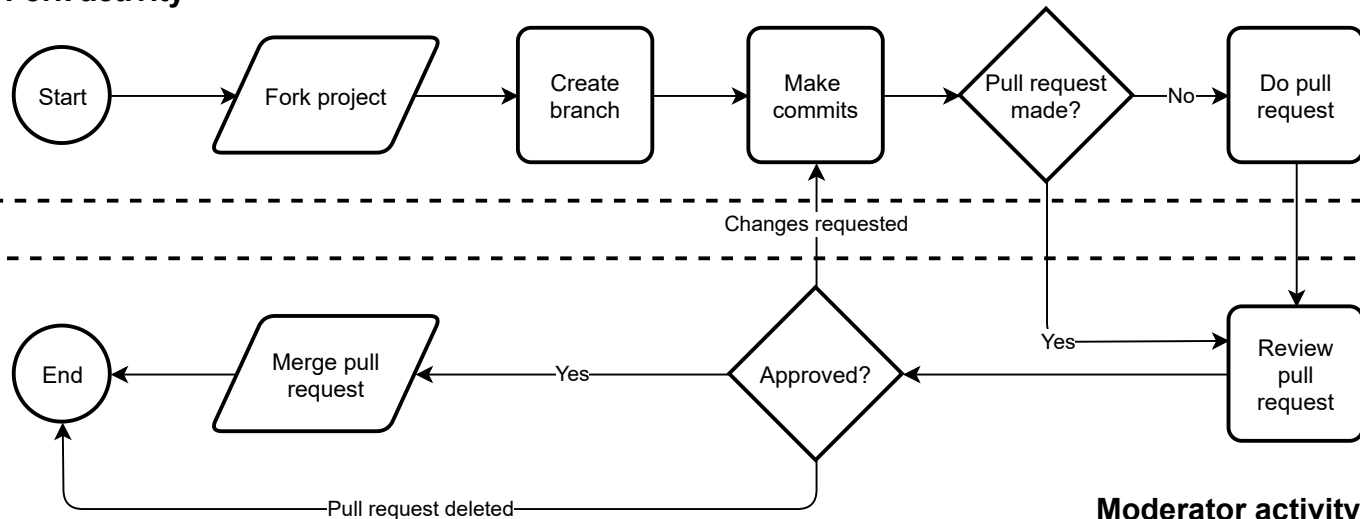 Fork activity
Start
Fork project
Create
branch
Make
commits
Pull request
made?
No
Do pull
request
Changes requested
End
Merge pull
request
Yes
Approved?
Yes
Review
pull
request
Pull request deleted
Moderator activity